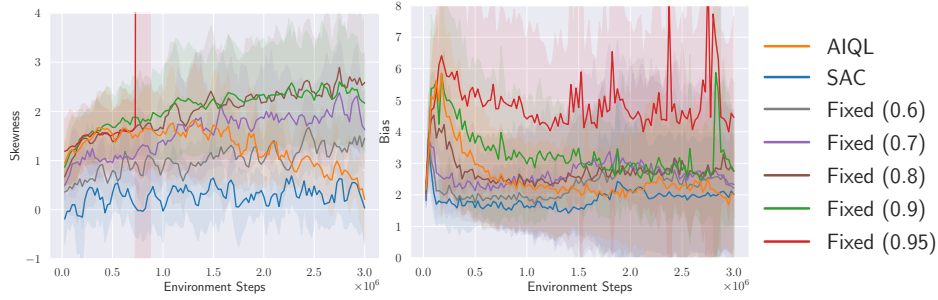 4
3
2
1
0
−1
Skewness
0.0 0.5 1.0 1.5 2.0 2.5 3.0
Environment Steps
×10⁶
8
7
6
5
4
3
2
1
0
Bias
0.0 0.5 1.0 1.5 2.0 2.5 3.0
Environment Steps
×10⁶
AIQL
SAC
Fixed (0.6)
Fixed (0.7)
Fixed (0.8)
Fixed (0.9)
Fixed (0.95)